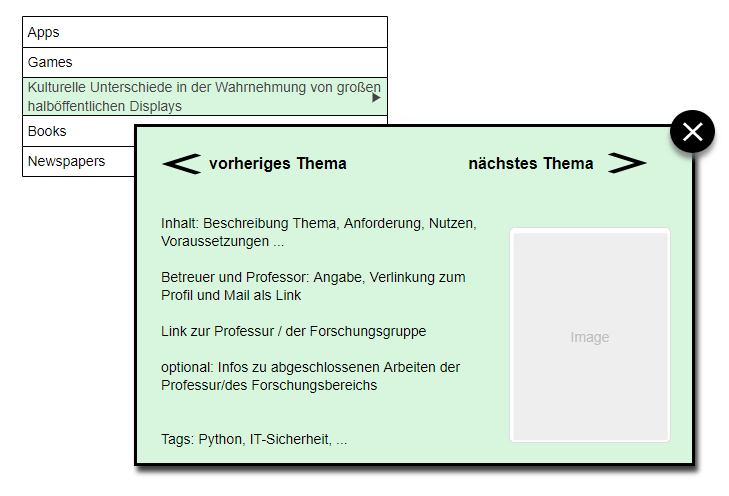 Apps
Games
Kulturelle Unterschiede in der Wahrnehmung von großen
halböffentlichen Displays
Books
Newspapers
vorheriges Thema
nächstes Thema
Inhalt: Beschreibung Thema, Anforderung, Nutzen,
Voraussetzungen ...
Betreuer und Professor: Angabe, Verlinkung zum
Profil und Mail als Link
Link zur Professur / der Forschungsgruppe
optional: Infos zu abgeschlossenen Arbeiten der
Professur/des Forschungsbereichs
Image
Tags: Python, IT-Sicherheit, ...